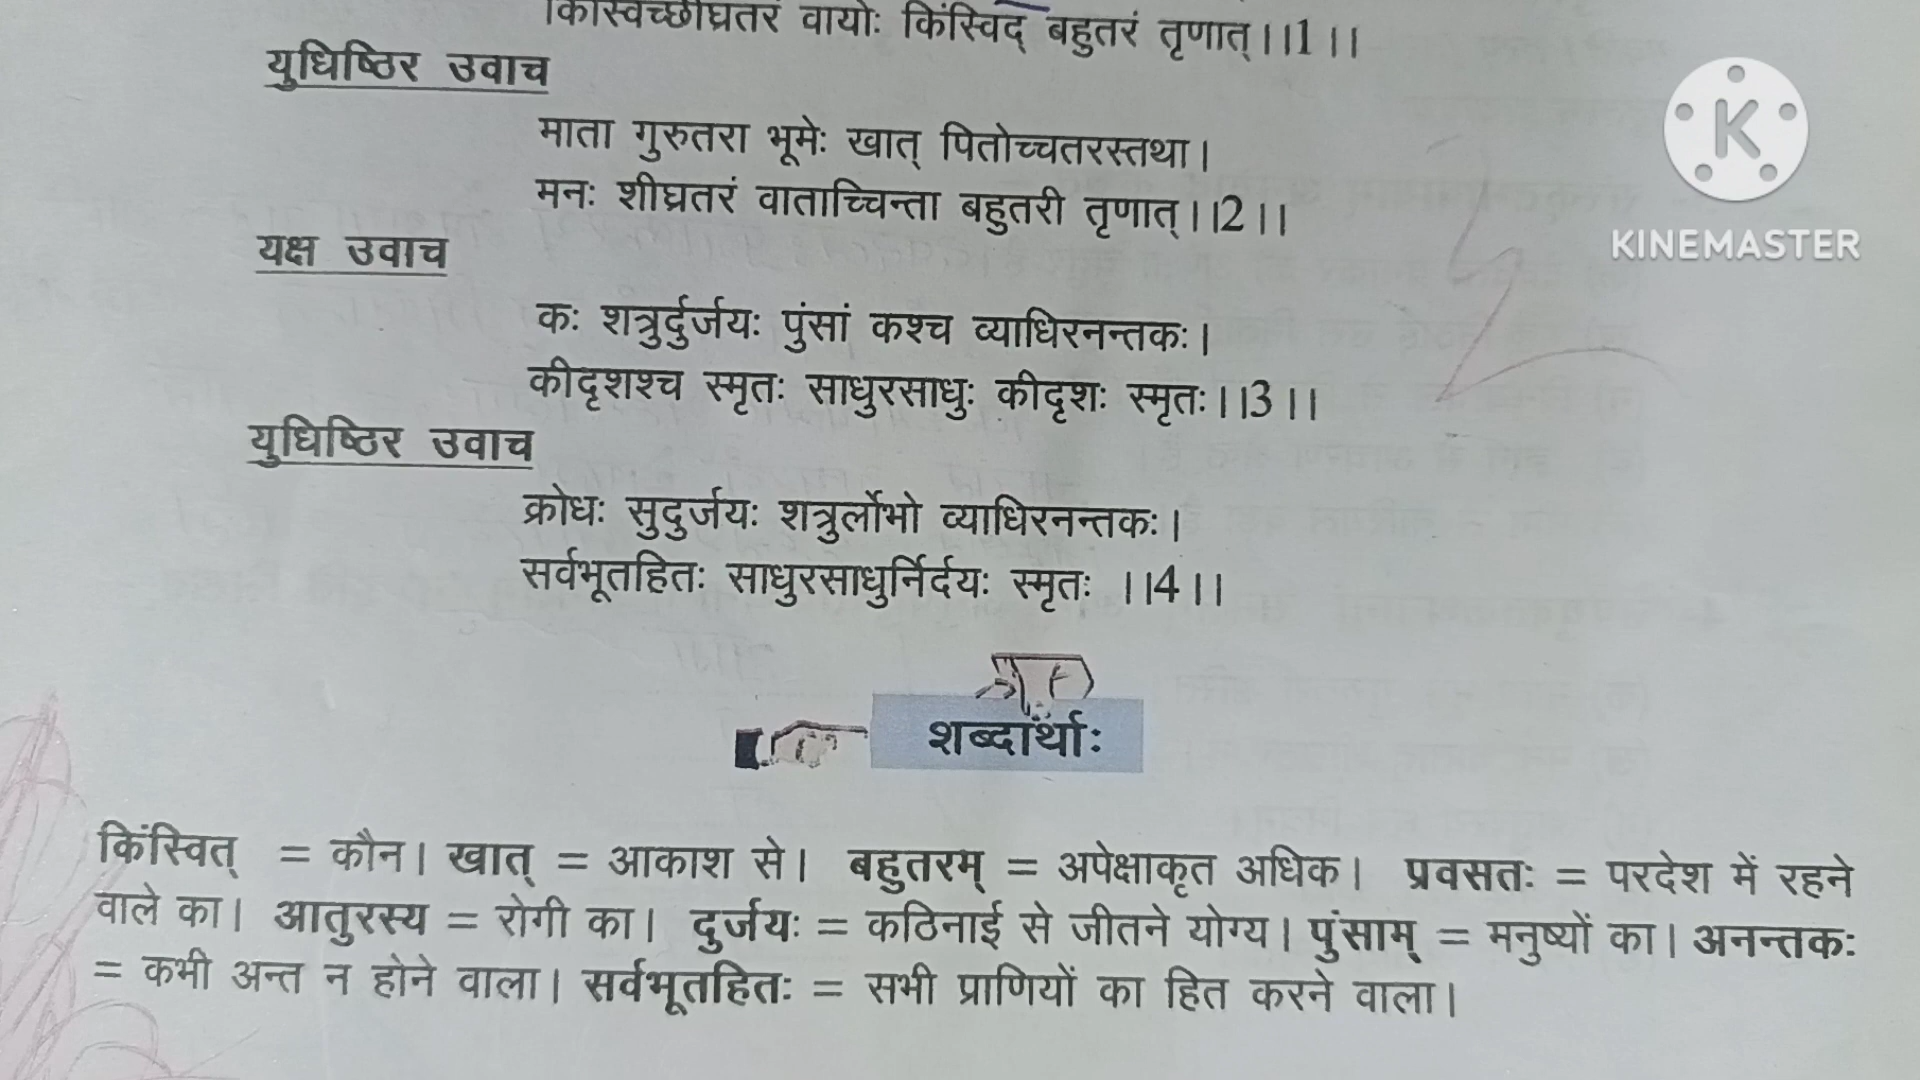 किंस्विच्छीघ्रतरं वायोः किंस्विद् बहुतरं तृणात्।।1।।
युधिष्ठिर उवाच
माता गुरुतरा भूमेः खात् पितोच्चतरस्तथा।
मनः शीघ्रतरं वाताच्चिन्ता बहुतरी तृणात्।।2।।
यक्ष उवाच
कः शत्रुर्दुर्जयः पुंसां कश्च व्याधिरनन्तकः।
कीदृशश्च स्मृतः साधुरसाधुः कीदृशः स्मृतः।।3।।
युधिष्ठिर उवाच
क्रोधः सुदुर्जयः शत्रुर्लोभो व्याधिरनन्तकः।
सर्वभूतहितः साधुरसाधुर्निर्दयः स्मृतः ।।4।।
शब्दार्थाः
किंस्वित् = कौन। खात् = आकाश से। बहुतरम् = अपेक्षाकृत अधिक। प्रवसतः = परदेश में रहने
वाले का। आतुरस्य = रोगी का। दुर्जयः = कठिनाई से जीतने योग्य। पुंसाम् = मनुष्यों का। अनन्तकः
= कभी अन्त न होने वाला। सर्वभूतहितः = सभी प्राणियों का हित करने वाला।
K
KINEMASTER